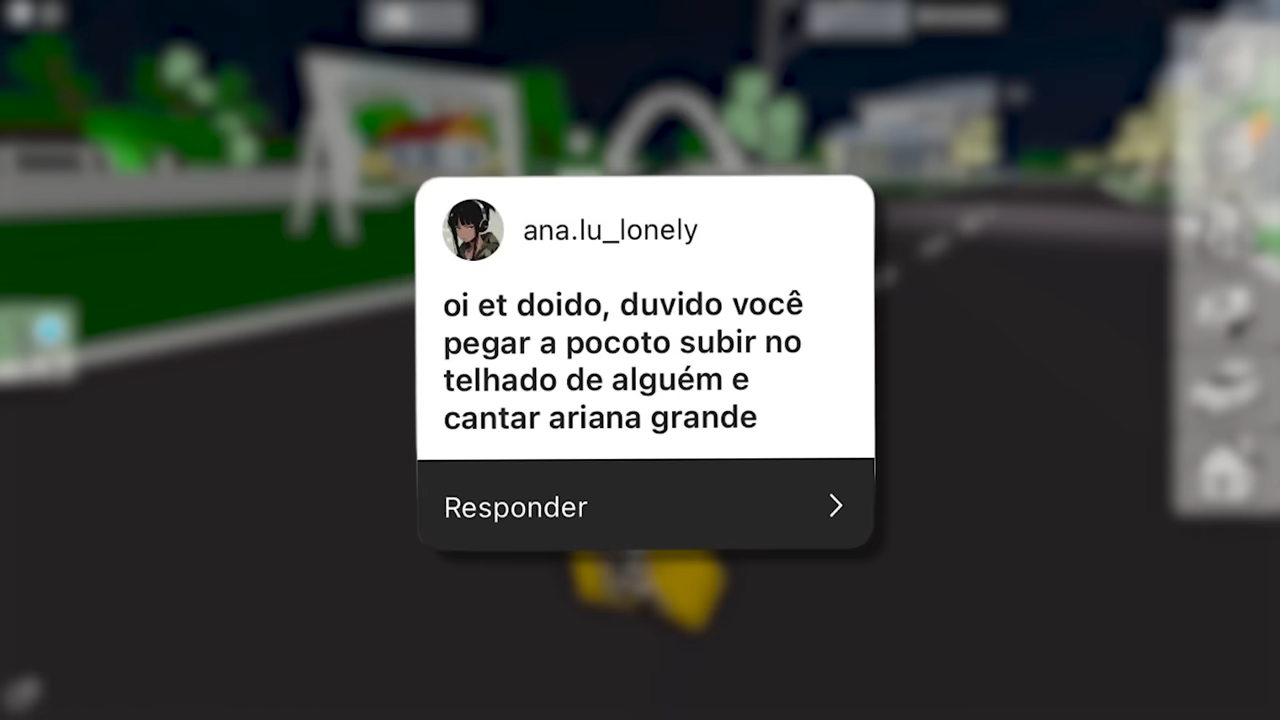 ana.lu_lonely
oi et doido, duvido você
pegar a pocoto subir no
telhado de alguém e
cantar ariana grande
Responder